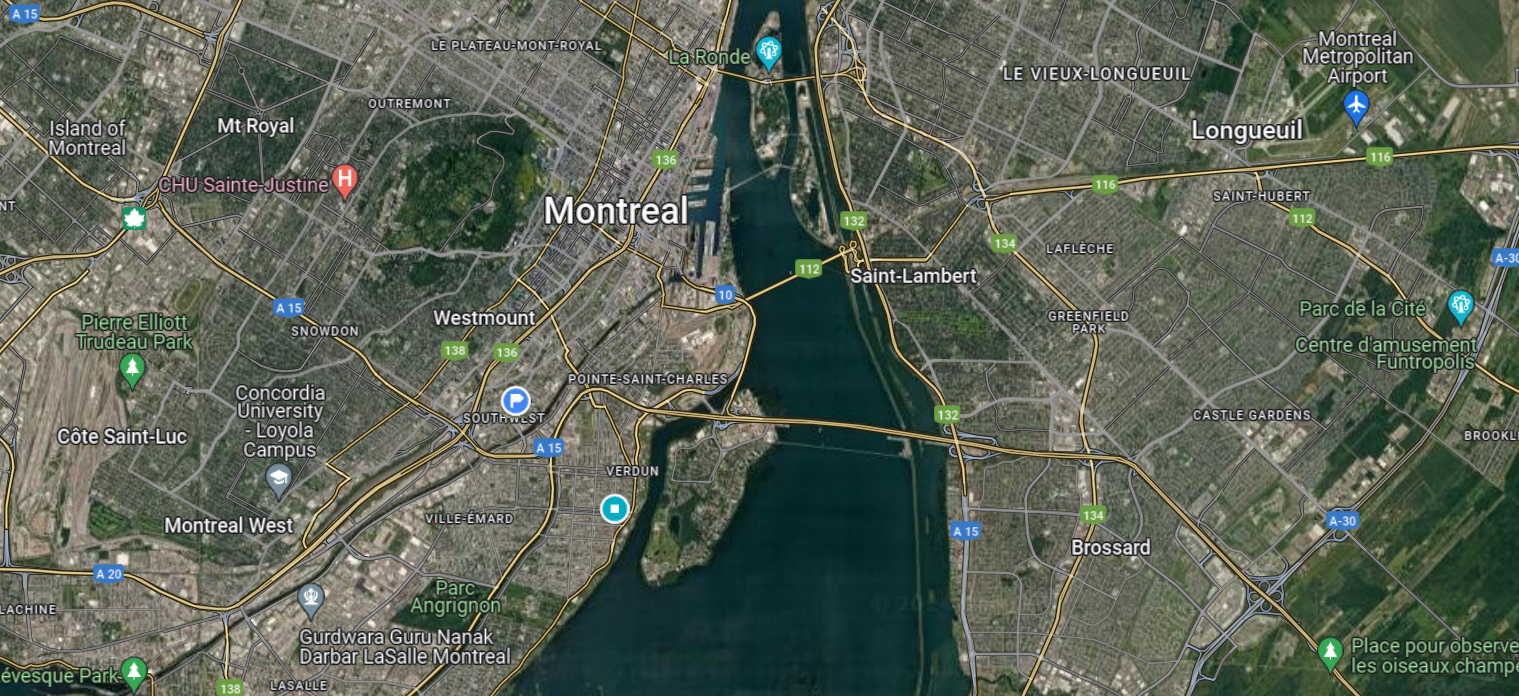 A 15
LE PLATEAU-MONT-ROYAL
La Ronde
Montreal
Metropolitan
Airport
LE VIEUX-LONGUEUIL
OUTREMONT
Island of
Montreal
Mt Royal
Longueuil
136
116
CHU Sainte-Justine
H
116
NT
SAINT-HUBERT
Montreal
132
112
134
LAFLÈCHE
A-30
112
Saint-Lambert
10
A 15
Pierre Elliott
Trudeau Park
SNOWDON
Westmount
GREENFIELD
PARK
Parc de la Cité
138
136
Centre d'amusement
Funtropolis
POINTE-SAINT-CHARLES
Concordia
University
- Loyola
Campus
SOUTHWEST
132
CASTLE GARDENS
Côte Saint-Luc
A 15
BROOKL
VERDUN
Montreal West
VILLE-ÉMARD
134
A-30
A 15
Brossard
A 20
LACHINE
Parc
Angrignon
Gurdwara Guru Nanak
Darbar LaSalle Montreal
Place pour observe
les oiseaux champê
évesque Park
138
LASALLE